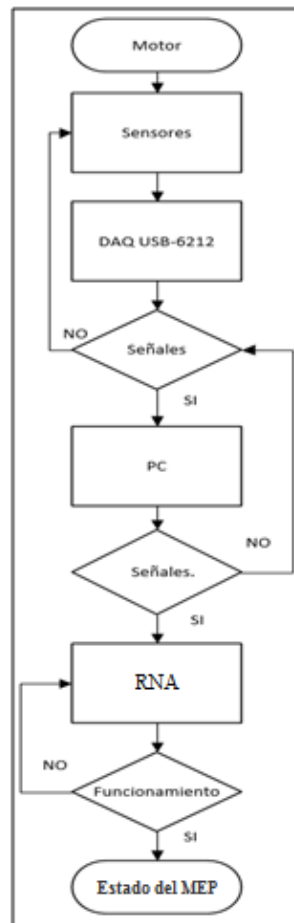 Motor
Sensores
DAQ USB-6212
NO
Señales
SI
PC
NO
Señales.
SI
RNA
NO
Funcionamiento
SI
Estado del MEP